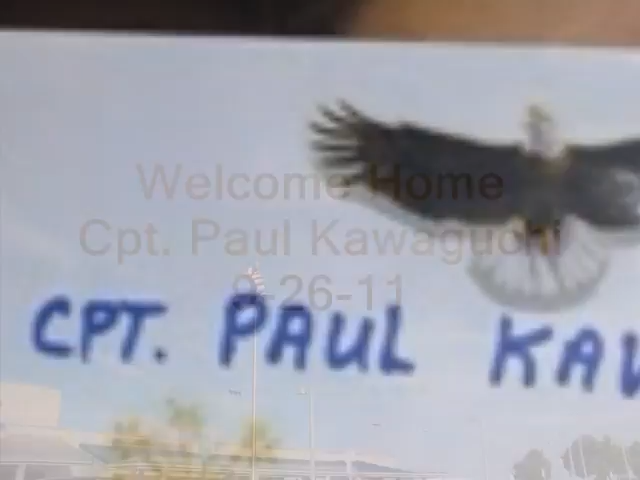 Welcome Home
Cpt. Paul Kawaguchi
9-26-11
CPT. PAUL KAW